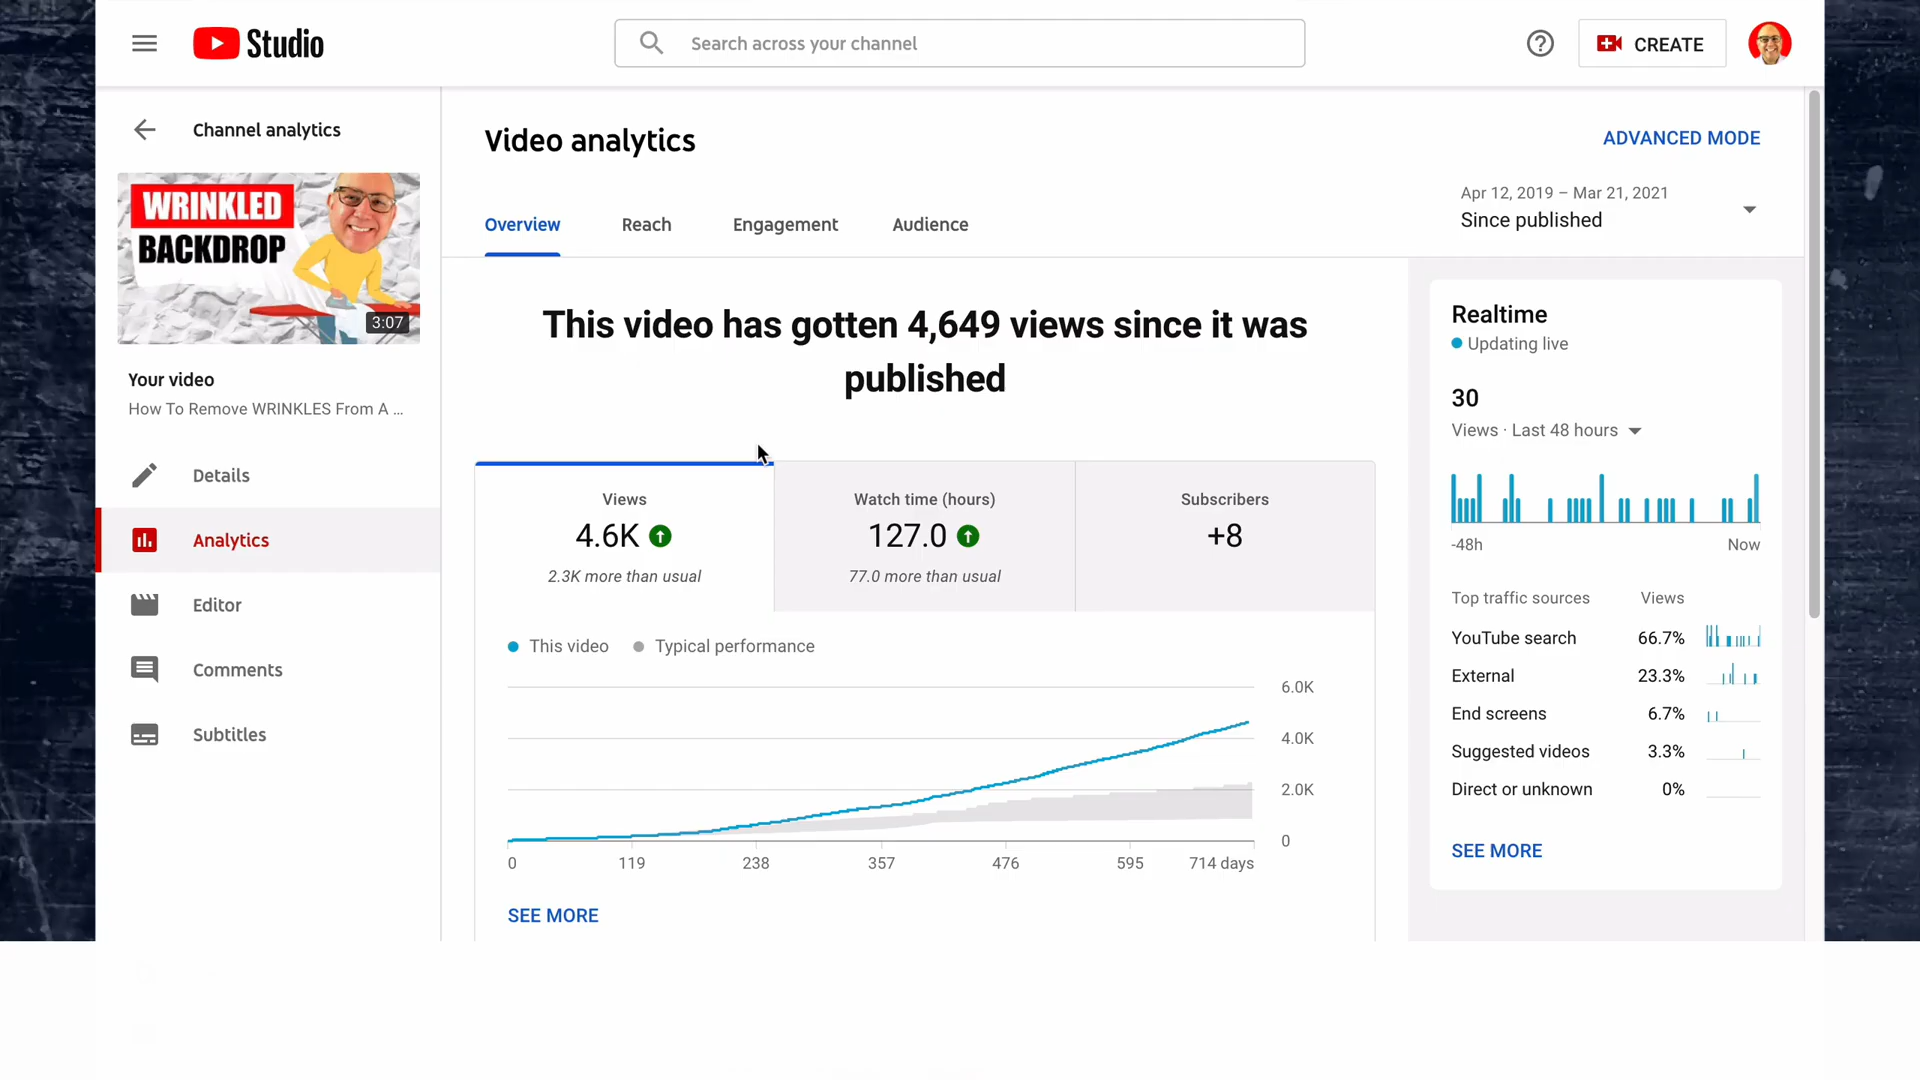 Studio
Search across your channel
CREATE
Channel analytics
WRINKLED
BACKDROP
3:07
Your video
How To Remove WRINKLES From A ...
Details
Analytics
Editor
Comments
Subtitles
Video analytics
ADVANCED MODE
Apr 12, 2019 – Mar 21, 2021
Since published
Overview Reach Engagement Audience
This video has gotten 4,649 views since it was
published
Views
4.6K
2.3K more than usual
Watch time (hours)
127.0
77.0 more than usual
Subscribers
+8
This video Typical performance
6.0K
4.0K
2.0K
0
0 119 238 357 476 595 714 days
SEE MORE
Realtime
Updating live
30
Views · Last 48 hours
-48h Now
Top traffic sources Views
YouTube search 66.7%
External 23.3%
End screens 6.7%
Suggested videos 3.3%
Direct or unknown 0%
SEE MORE